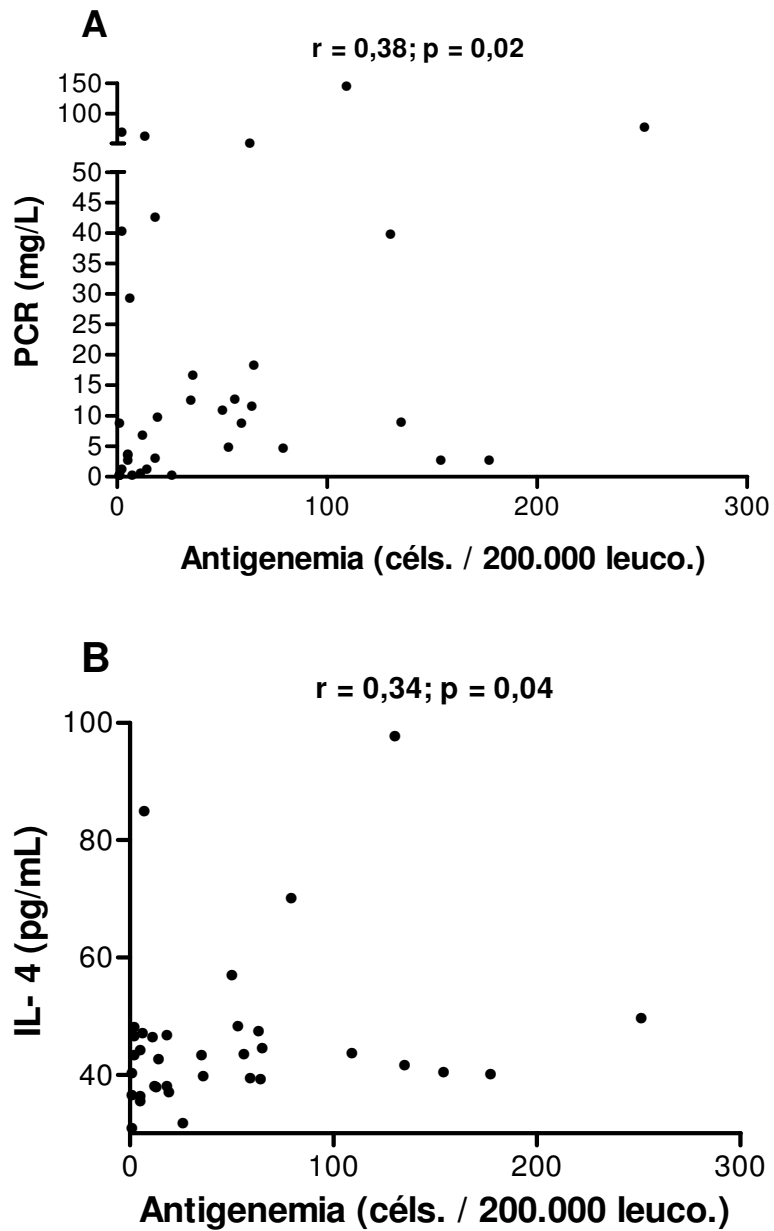 A
r = 0,38; p = 0,02
150
100
50
45
40
35
30
25
20
15
10
5
0
PCR (mg/L)
0 100 200 300
Antigenemia (céls. / 200.000 leuco.)
B
r = 0,34; p = 0,04
100
80
60
40
IL- 4 (pg/mL)
0 100 200 300
Antigenemia (céls. / 200.000 leuco.)